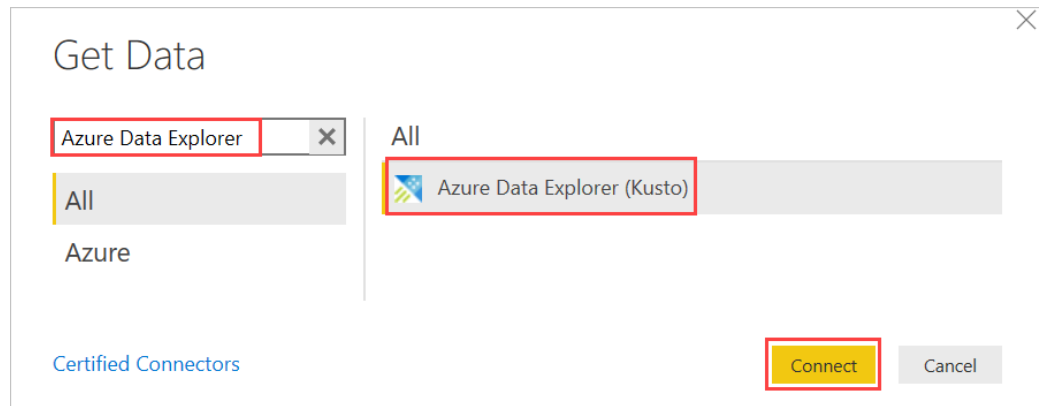 Get Data
Azure Data Explorer
All
Azure
All
Azure Data Explorer (Kusto)
Certified Connectors
Connect
Cancel